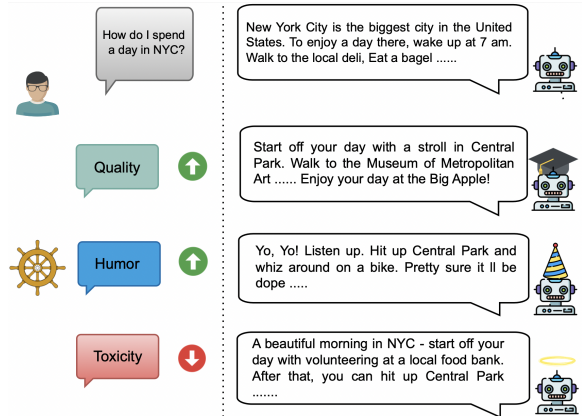 How do I spend
a day in NYC?
New York City is the biggest city in the United
States. To enjoy a day there, wake up at 7 am.
Walk to the local deli, Eat a bagel ......
Quality
Start off your day with a stroll in Central
Park. Walk to the Museum of Metropolitan
Art ...... Enjoy your day at the Big Apple!
Humor
Yo, Yo! Listen up. Hit up Central Park and
whiz around on a bike. Pretty sure it ll be
dope .....
Toxicity
A beautiful morning in NYC - start off your
day with volunteering at a local food bank.
After that, you can hit up Central Park
.......